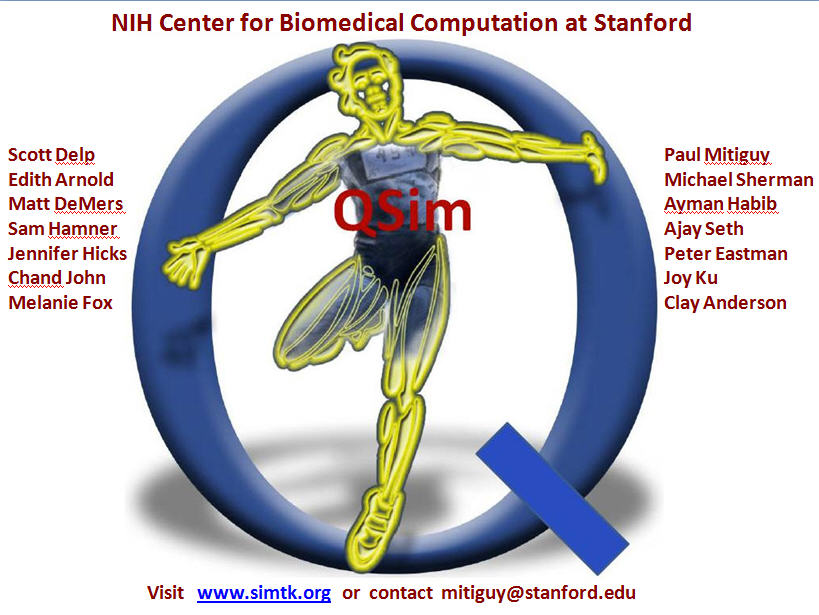 NIH Center for Biomedical Computation at Stanford
Scott Delp
Edith Arnold
Matt DeMers
Sam Hamner
Jennifer Hicks
Chand John
Melanie Fox
QSim
Paul Mitiguy
Michael Sherman
Ayman Habib
Ajay Seth
Peter Eastman
Joy Ku
Clay Anderson
Visit www.simtk.org or contact mitiguy@stanford.edu